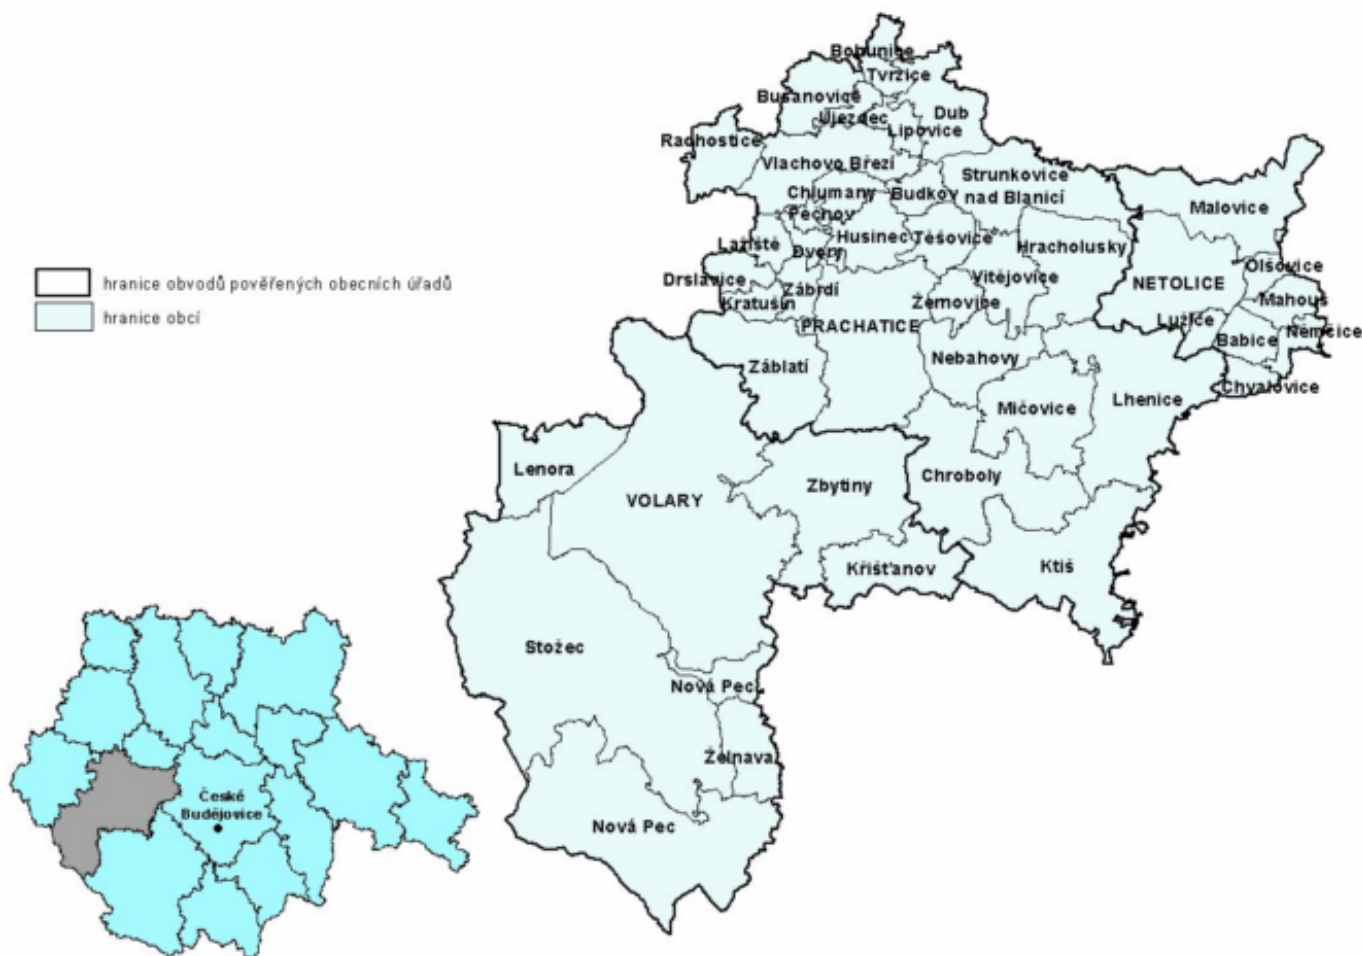 Bohunice
Tvrzice
Bušanovice
Újezdec
Dub
Lipovice
Radhostice
Vlachovo Březí
Strunkovice
nad Blanicí
Chlumany
Budkov
Pěčnov
Malovice
Lažiště
Husinec
Těšovice
Hracholusky
Dvory
Olšovice
Drslavice
Zábrdí
Vitějovice
NETOLICE
Mahouš
Kratušín
Žernovice
PRACHATICE
Lužice
Němčice
Babice
Záblatí
Nebahovy
Chvalovice
Lhenice
Mičovice
Lenora
Chroboly
VOLARY
Zbytiny
Křišťanov
Ktiš
Stožec
Nová Pec
Želnava
Nová Pec
hranice obvodů pověřených obecních úřadů
hranice obcí
České
Budějovice